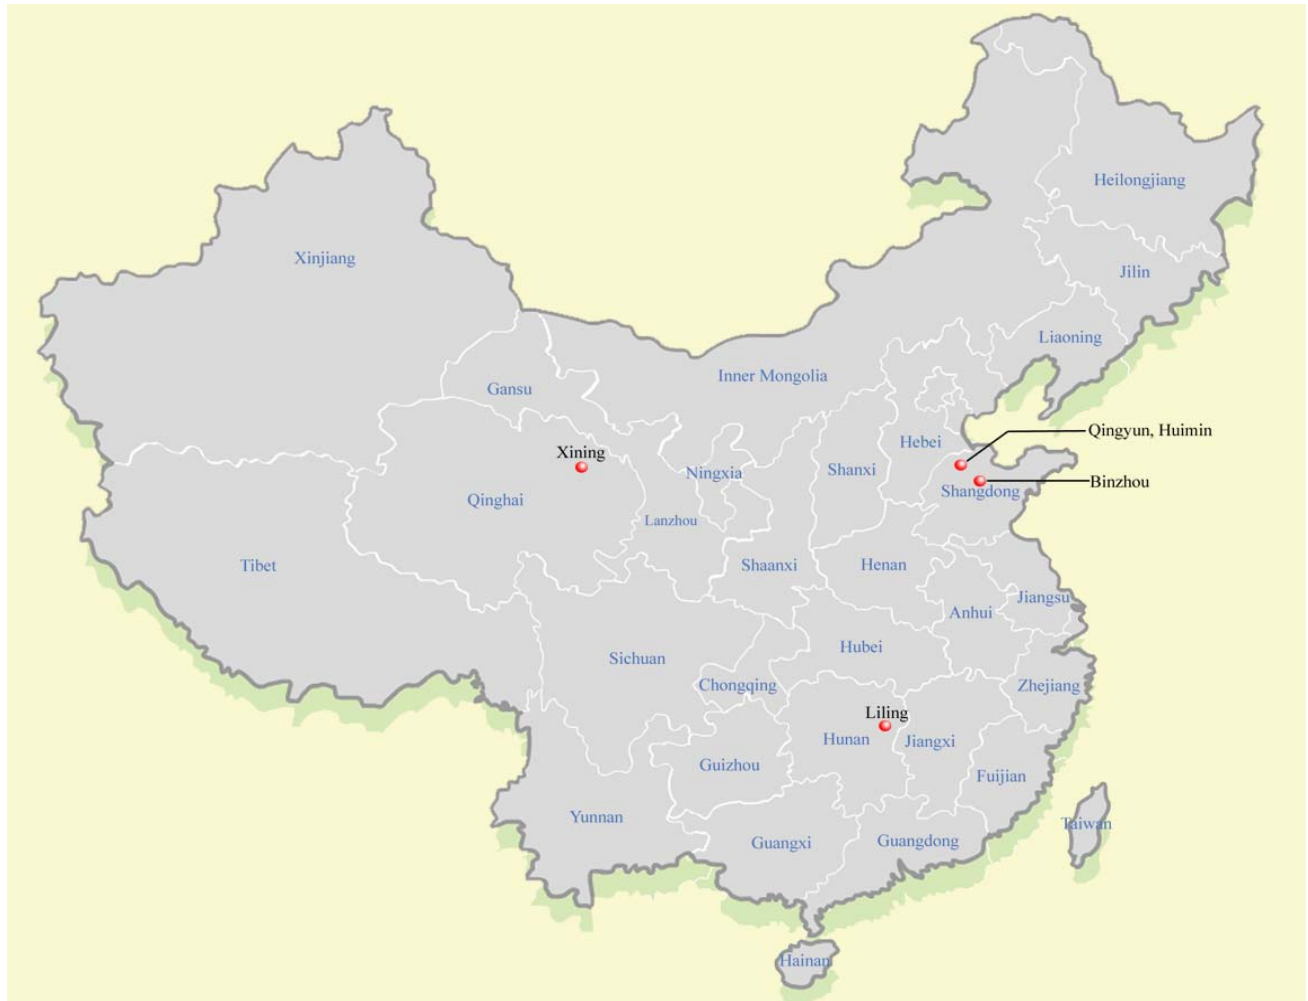 Heilongjiang
Xinjiang
Jilin
Liaoning
Inner Mongolia
Gansu
Qingyun, Huimin
Hebei
Xining
Shanxi
Ningxia
Binzhou
Shangdong
Qinghai
Lanzhou
Tibet
Shaanxi
Henan
Jiangsu
Anhui
Hubei
Sichuan
Chongqing
Zhejiang
Liling
Hunan
Jiangxi
Guizhou
Fuijian
Yunnan
Taiwan
Guangxi
Guangdong
Hainan